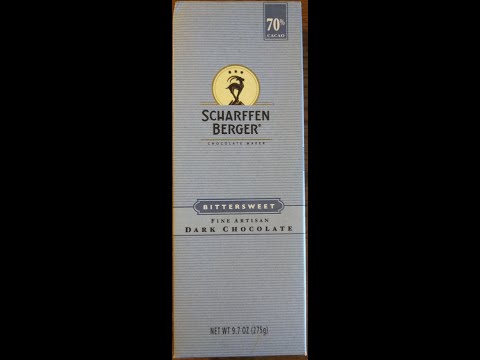 70%
CACAO
SCHARFFEN
BERGER®
CHOCOLATE MAKER
BITTERSWEET
FINE ARTISAN
DARK CHOCOLATE
NET WT 9.7 OZ (275g)